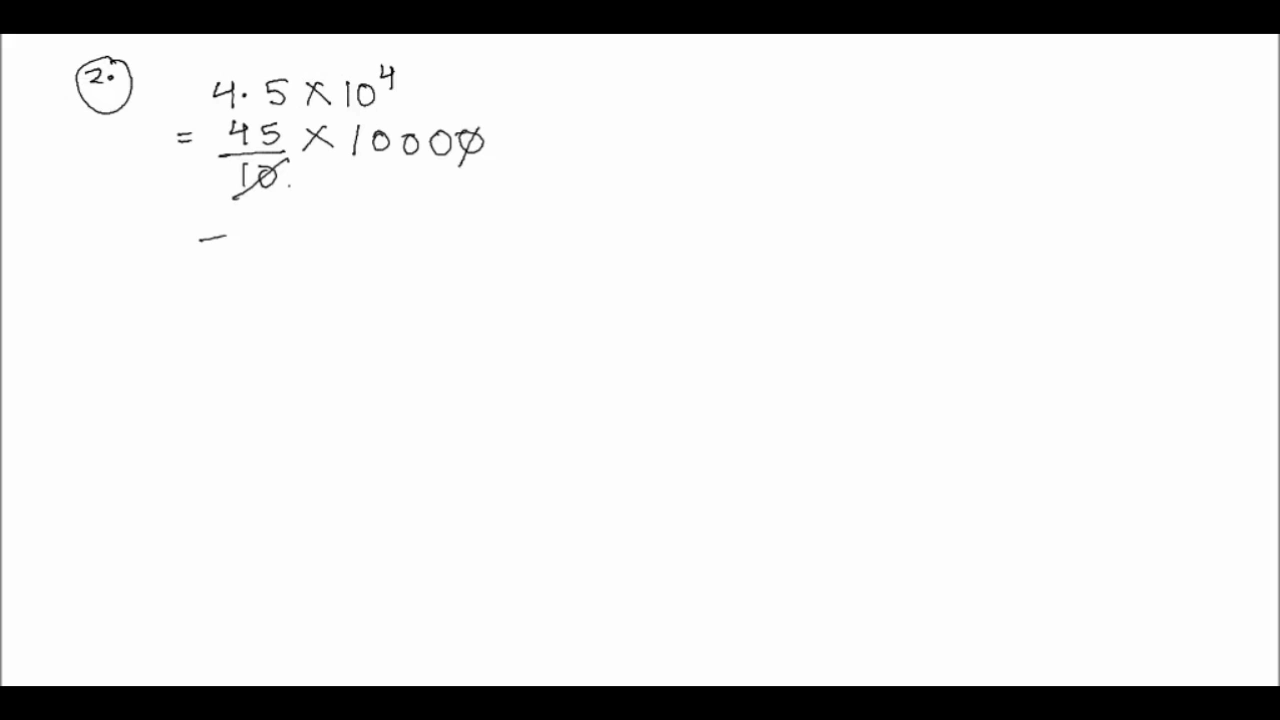 2.
4.5 × 10⁴
= 45/10 × 10000
–